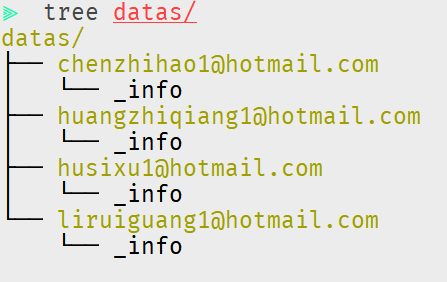 ⫸ tree datas/
datas/
├── chenzhihao1@hotmail.com
│   └── _info
├── huangzhiqiang1@hotmail.com
│   └── _info
├── husixu1@hotmail.com
│   └── _info
└── liruiguang1@hotmail.com
    └── _info